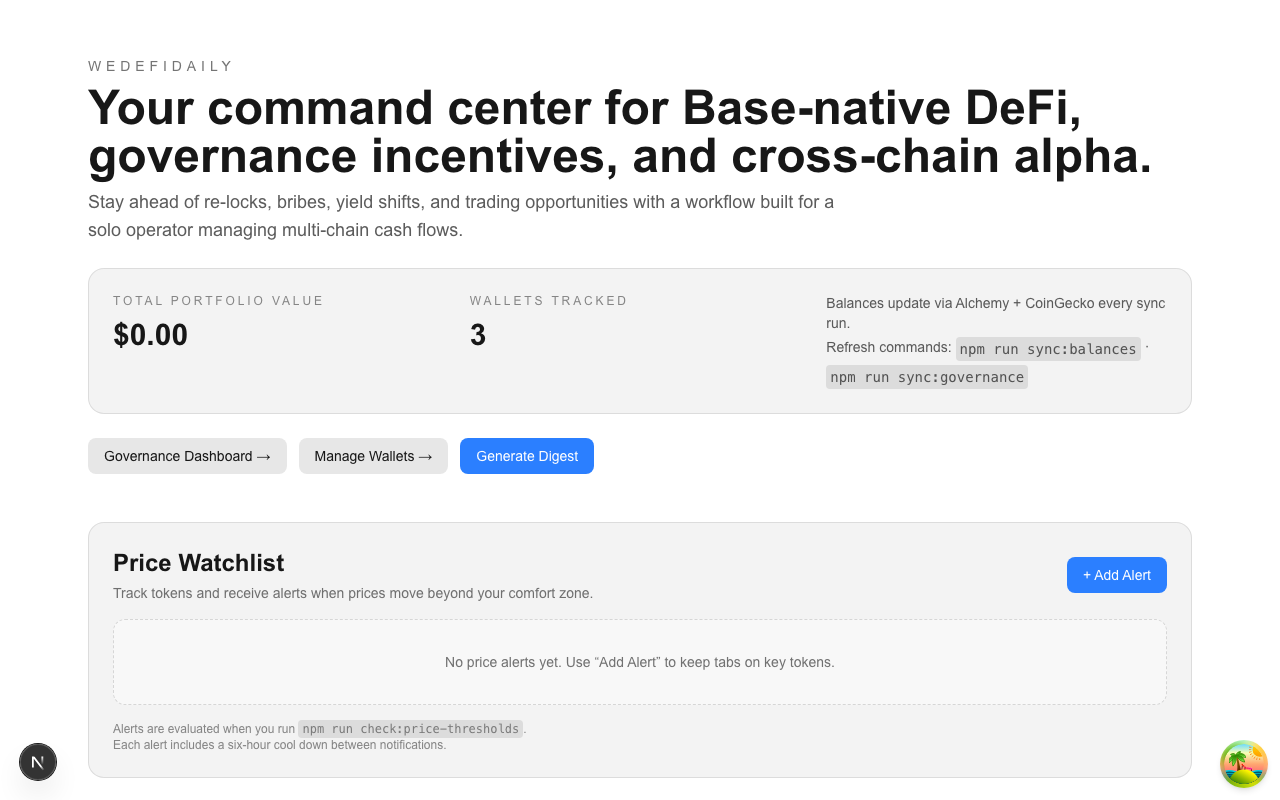 WEDEFIDAILY
Your command center for Base-native DeFi,
governance incentives, and cross-chain alpha.
Stay ahead of re-locks, bribes, yield shifts, and trading opportunities with a workflow built for a
solo operator managing multi-chain cash flows.
TOTAL PORTFOLIO VALUE
$0.00
WALLETS TRACKED
3
Balances update via Alchemy + CoinGecko every sync
run.
Refresh commands: npm run sync:balances ·
npm run sync:governance
Governance Dashboard →
Manage Wallets →
Generate Digest
Price Watchlist
Track tokens and receive alerts when prices move beyond your comfort zone.
+ Add Alert
No price alerts yet. Use “Add Alert” to keep tabs on key tokens.
Alerts are evaluated when you run npm run check:price-thresholds.
Each alert includes a six-hour cool down between notifications.
N